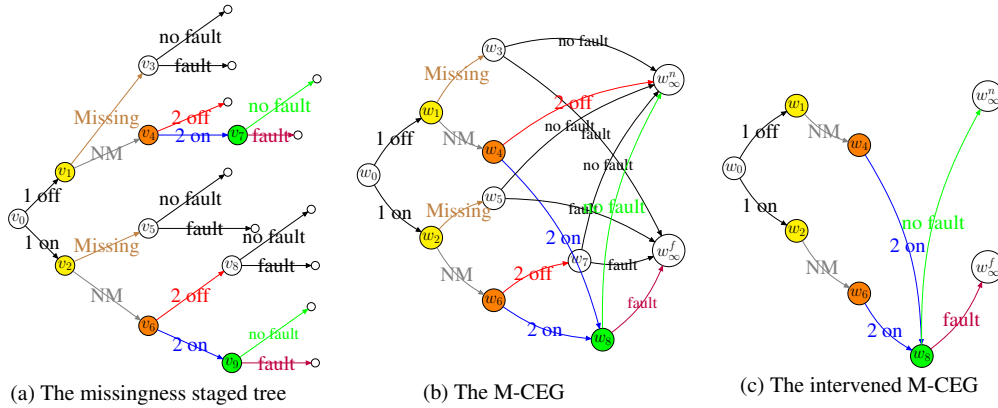 no fault
v₃
fault
Missing
2 off
no fault
v₄
2 on
v₇
fault
NM
v₁
1 off
v₀
1 on
v₂
Missing
NM
no fault
v₅
fault
no fault
v₈
fault
2 off
v₆
2 on
no fault
v₉
fault
(a) The missingness staged tree
w₃
no fault
Missing
w₁
NM
1 off
w₀
1 on
w₂
Missing
NM
w₄
2 off
w₅
no fault
fault
no fault
no fault
fault
2 on
w₇
fault
w₆
2 off
2 on
w₈
fault
wⁿ∞
wᶠ∞
(b) The M-CEG
w₁
NM
1 off
w₄
w₀
1 on
w₂
NM
w₆
2 on
2 on
w₈
no fault
fault
wⁿ∞
wᶠ∞
(c) The intervened M-CEG